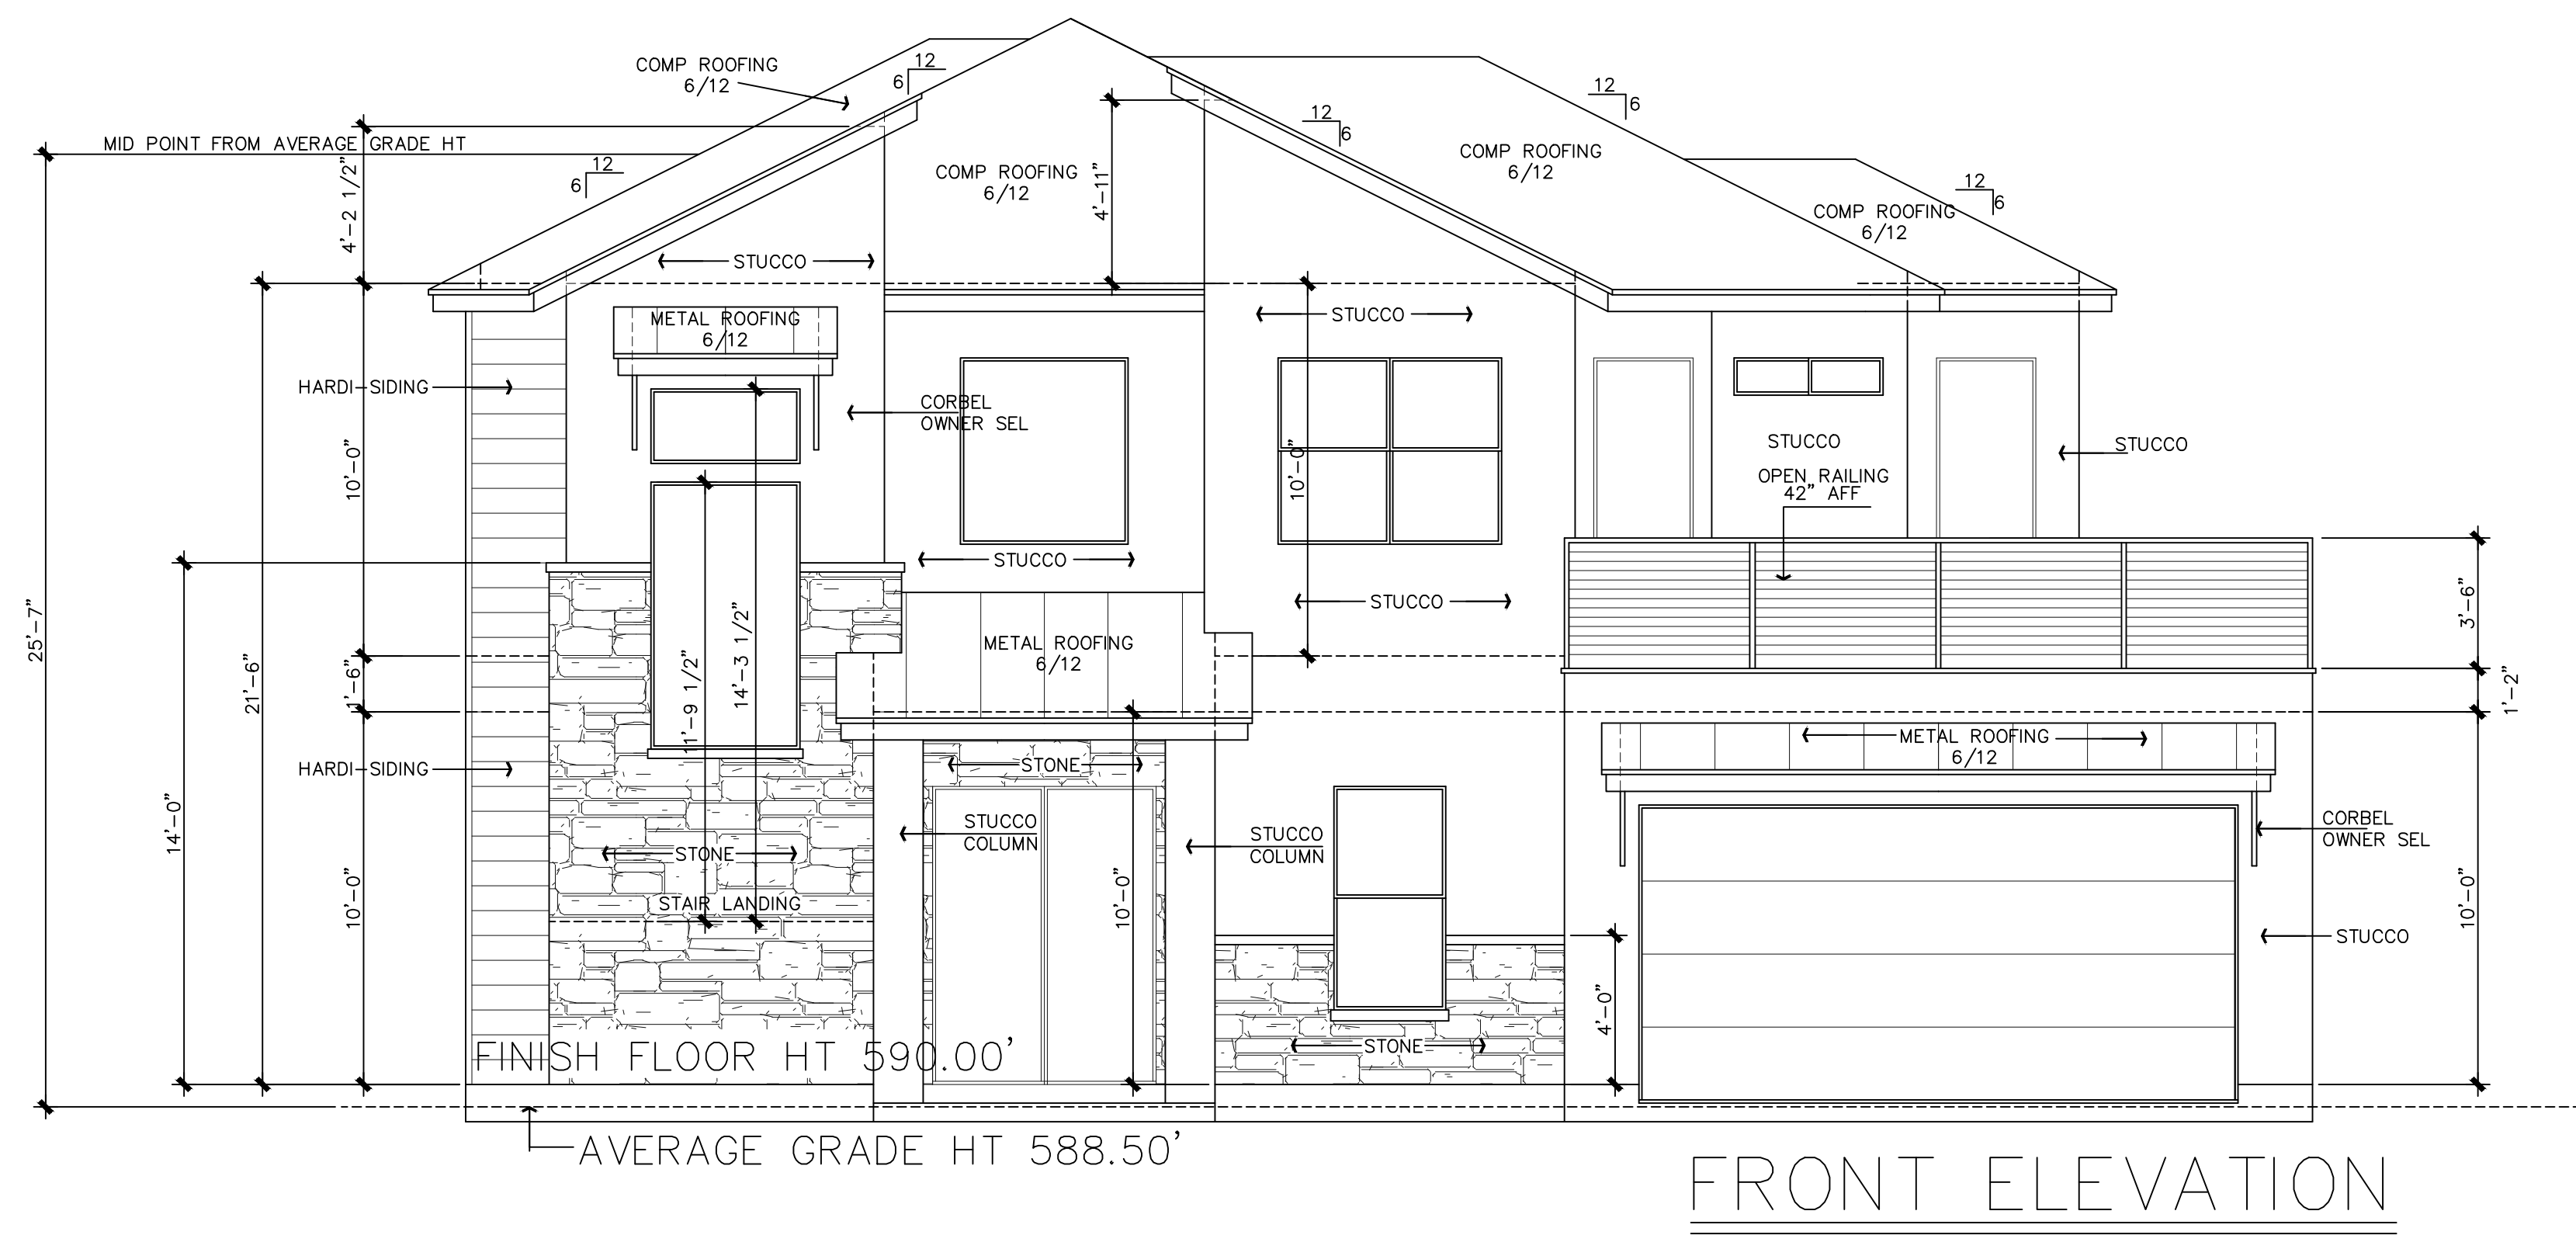 COMP ROOFING
6/12
12
6
12
6
12
6
12
6
12
6
MID POINT FROM AVERAGE GRADE HT
4'-2 1/2"
COMP ROOFING
6/12
4'-11"
COMP ROOFING
6/12
COMP ROOFING
6/12
STUCCO
METAL ROOFING
6/12
STUCCO
HARDI-SIDING
CORBEL
OWNER SEL
STUCCO
STUCCO
OPEN RAILING
42" AFF
10'-0"
10'-0"
STUCCO
STUCCO
25'-7"
21'-6"
1'-6"
11'-9 1/2"
14'-3 1/2"
METAL ROOFING
6/12
3'-6"
1'-2"
HARDI-SIDING
STONE
METAL ROOFING
6/12
14'-0"
10'-0"
STONE
STUCCO
COLUMN
STUCCO
COLUMN
CORBEL
OWNER SEL
STAIR LANDING
10'-0"
10'-0"
STUCCO
4'-0"
STONE
FINISH FLOOR HT 590.00'
AVERAGE GRADE HT 588.50'
FRONT ELEVATION